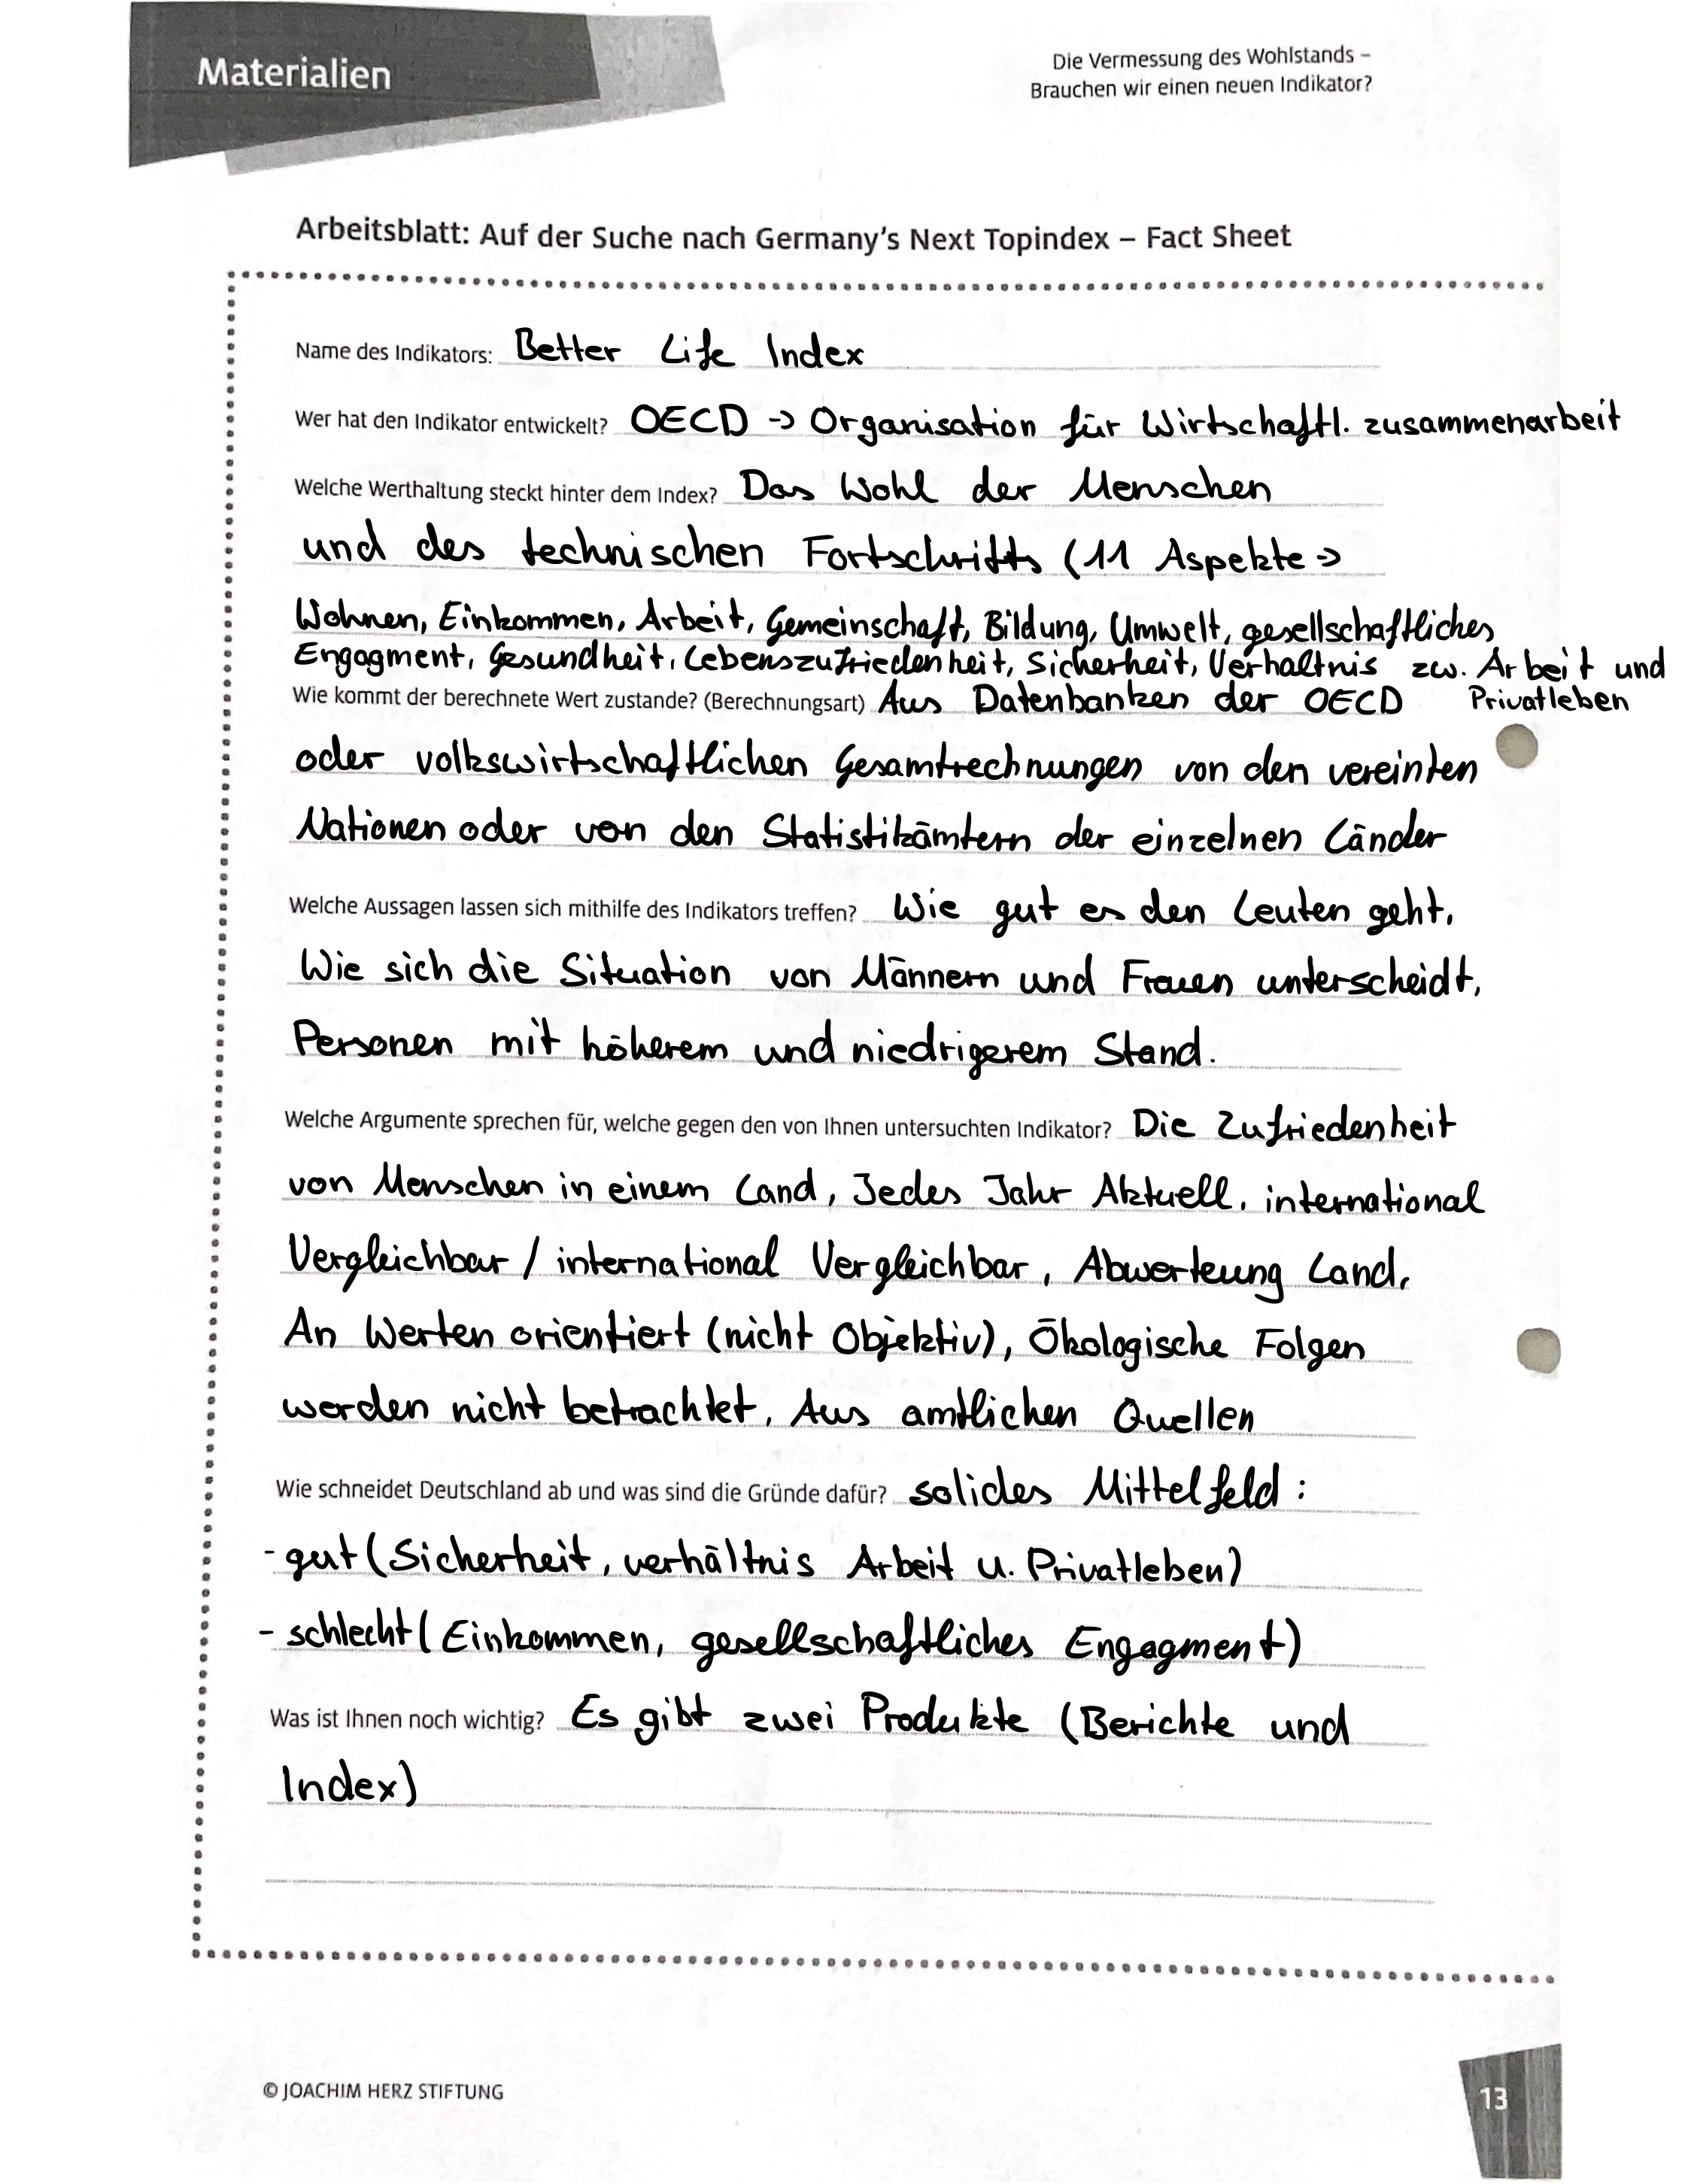 Materialien
Die Vermessung des Wohlstands –
Brauchen wir einen neuen Indikator?
Arbeitsblatt: Auf der Suche nach Germany's Next Topindex – Fact Sheet
Name des Indikators: Better Life Index
Wer hat den Indikator entwickelt? OECD -> Organisation für Wirtschaftl. zusammenarbeit
Welche Werthaltung steckt hinter dem Index? Das Wohl der Menschen
und des technischen Fortschritts (11 Aspekte ->
Wohnen, Einkommen, Arbeit, Gemeinschaft, Bildung, Umwelt, gesellschaftliches
Engagment, Gesundheit, Lebenszufriedenheit, Sicherheit, Verhältnis zw. Arbeit und
Wie kommt der berechnete Wert zustande? (Berechnungsart) Aus Datenbanken der OECD Privatleben
oder volkswirtschaftlichen Gesamtrechnungen von den vereinten
Nationen oder von den Statistikämtern der einzelnen Länder
Welche Aussagen lassen sich mithilfe des Indikators treffen? Wie gut es den Leuten geht,
Wie sich die Situation von Männern und Frauen unterscheidt,
Personen mit höherem und niedrigerem Stand.
Welche Argumente sprechen für, welche gegen den von Ihnen untersuchten Indikator? Die Zufriedenheit
von Menschen in einem Land, Jedes Jahr Aktuell, international
Vergleichbar / international Vergleichbar, Abwerteung Land,
An Werten orientiert (nicht Objektiv), Ökologische Folgen
werden nicht betrachtet, Aus amtlichen Quellen
Wie schneidet Deutschland ab und was sind die Gründe dafür? solides Mittelfeld:
- gut (Sicherheit, verhältnis Arbeit u. Privatleben)
- schlecht (Einkommen, gesellschaftliches Engagment)
Was ist Ihnen noch wichtig? Es gibt zwei Produkte (Berichte und
Index)
© JOACHIM HERZ STIFTUNG
13